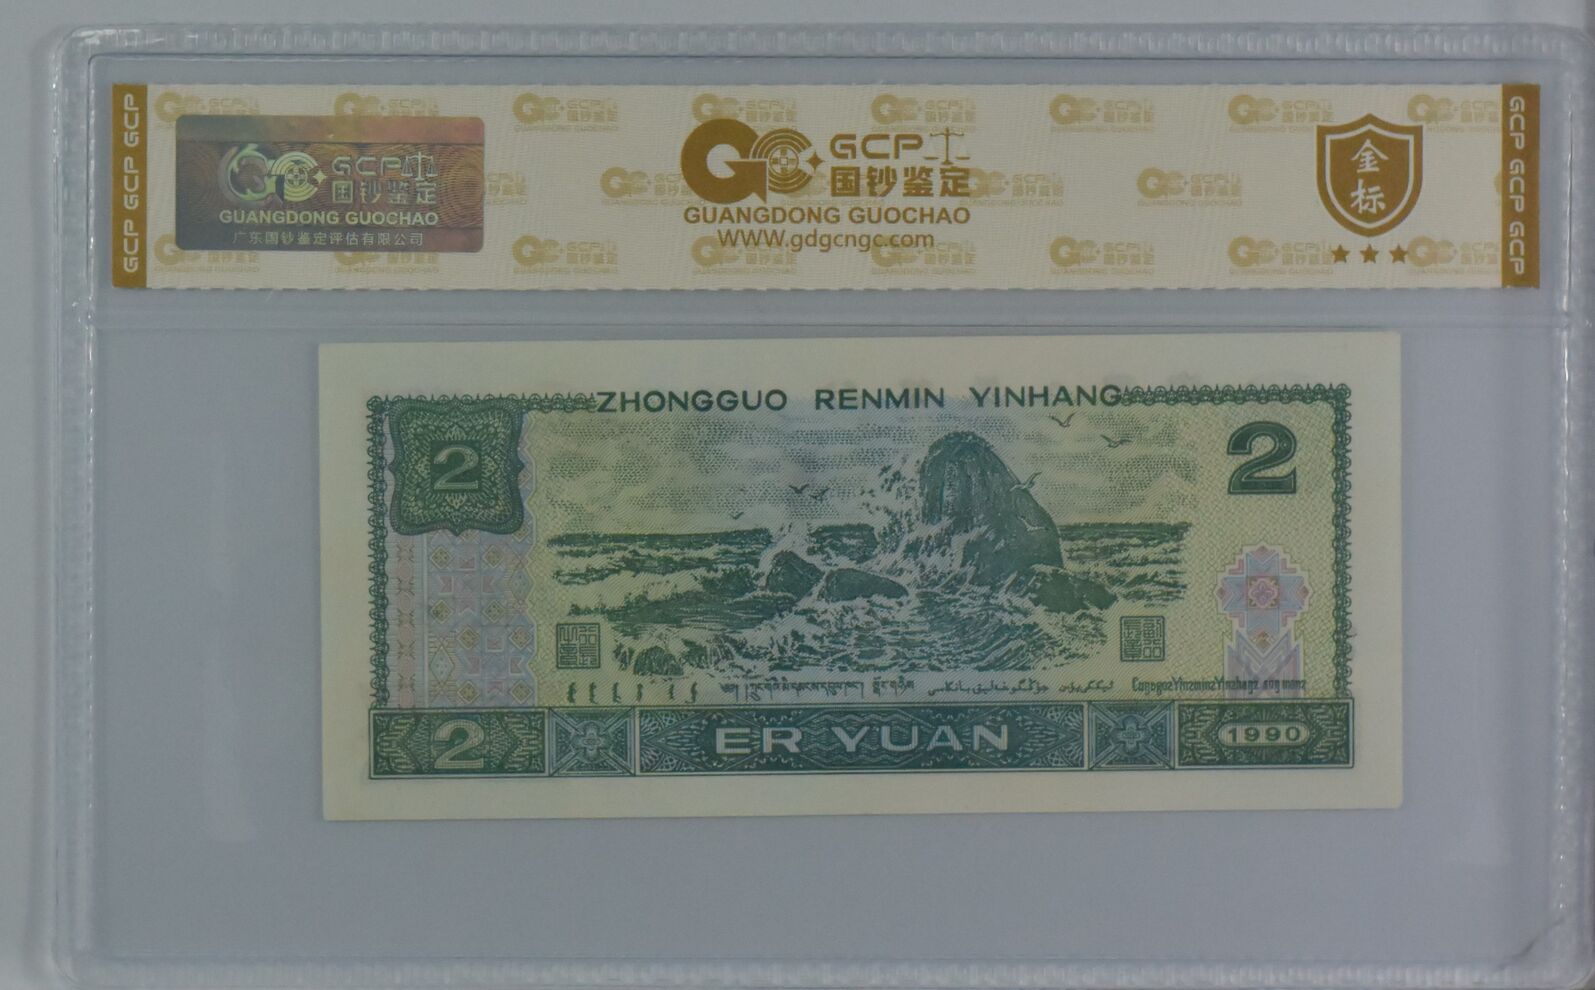 GCP GCP GCP
GCP 国钞鉴定
GUANGDONG GUOCHAO
广东国钞鉴定评估有限公司
GCP
国钞鉴定
GUANGDONG GUOCHAO
WWW.gdgcngc.com
金标
GCP GCP GCP
ZHONGGUO RENMIN YINHANG
2
2
2
ER YUAN
1990